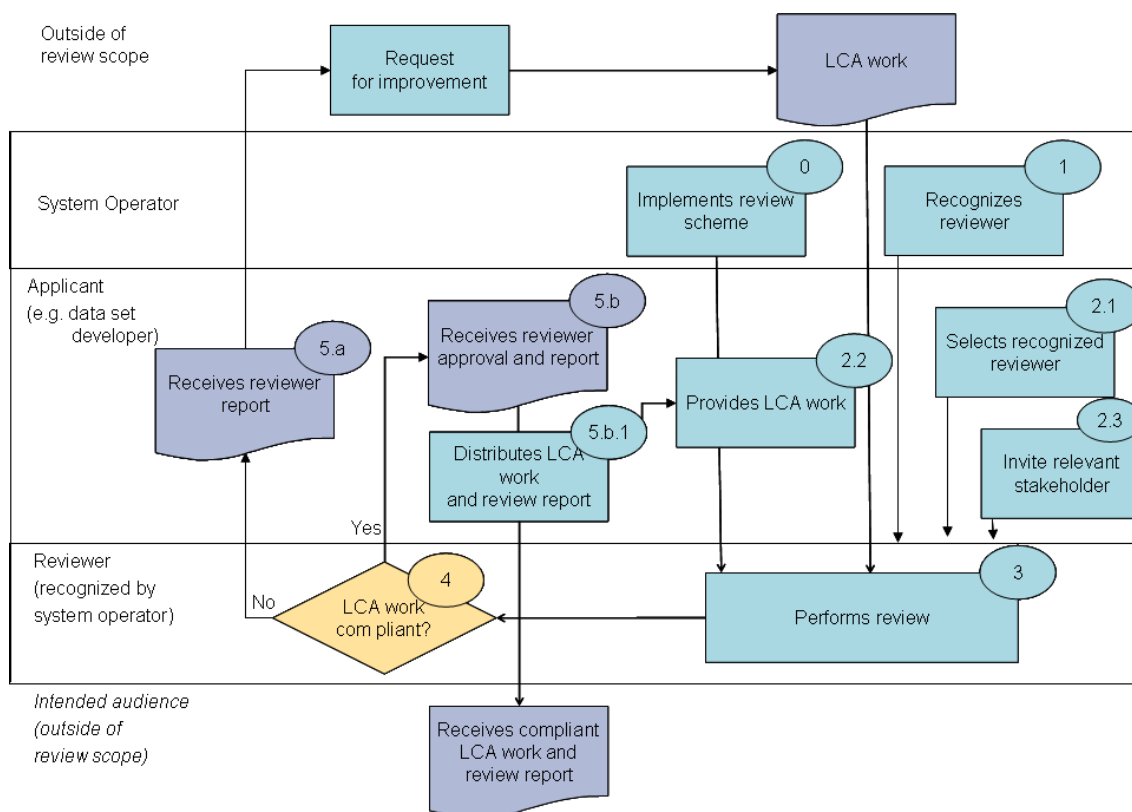 Outside of
review scope
Request
for improvement
LCA work
System Operator
0
Implements review
scheme
1
Recognizes
reviewer
Applicant
(e.g. data set
developer)
5.a
Receives reviewer
report
5.b
Receives reviewer
approval and report
5.b.1
Distributes LCA
work
and review report
2.2
Provides LCA work
2.1
Selects recognized
reviewer
2.3
Invite relevant
stakeholder
Yes
No
Reviewer
(recognized by
system operator)
4
LCA work
com pliant?
3
Performs review
Intended audience
(outside of
review scope)
Receives compliant
LCA work and
review report